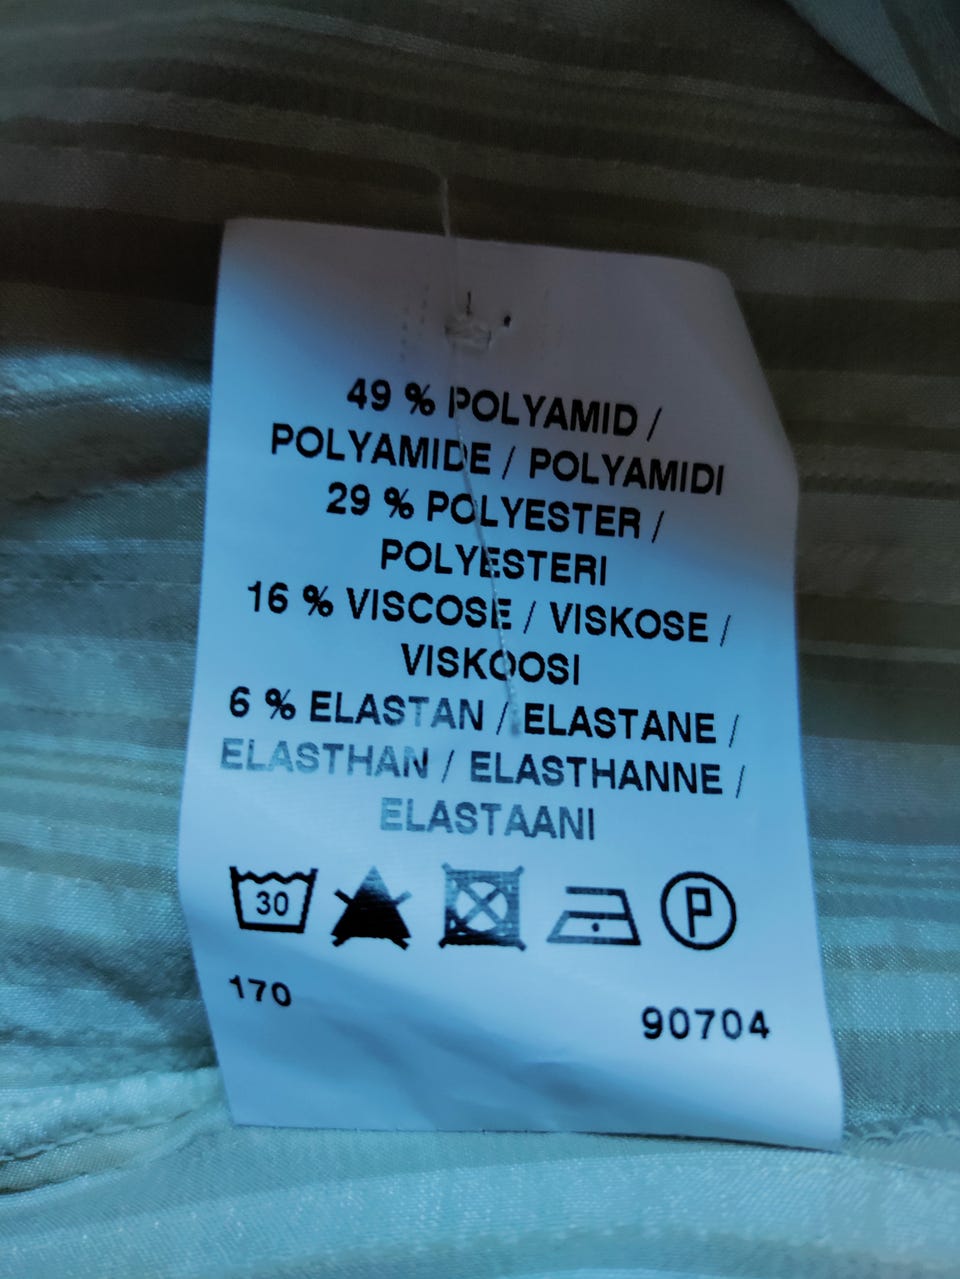 49 % POLYAMID /
POLYAMIDE / POLYAMIDI
29 % POLYESTER /
POLYESTERI
16 % VISCOSE / VISKOSE /
VISKOOSI
6 % ELASTAN / ELASTANE /
ELASTHAN / ELASTHANNE /
ELASTAANI
30 P
170 90704